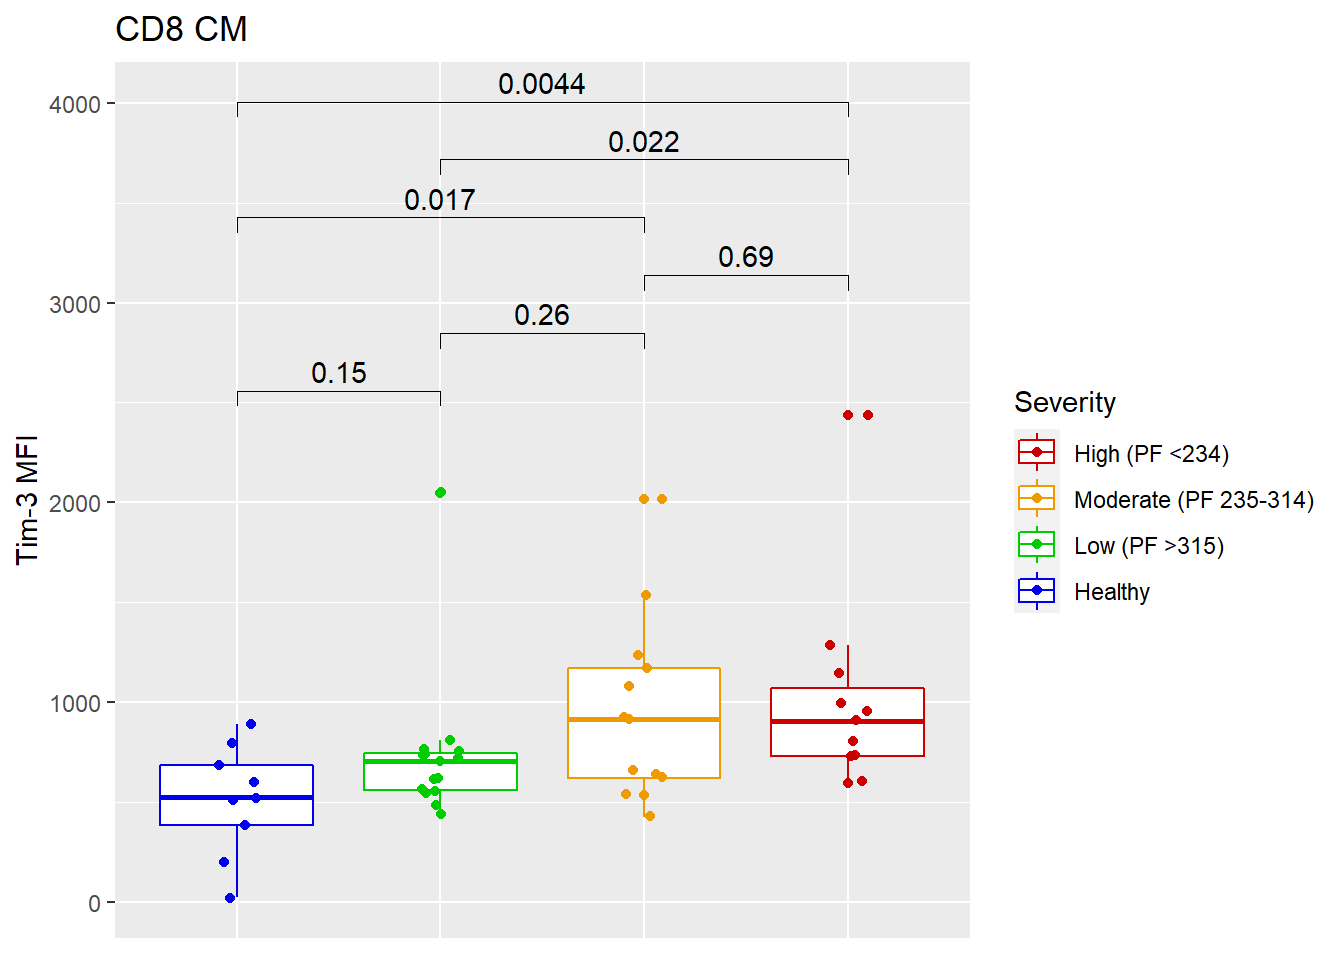 CD8 CM
0.0044
4000
0.022
0.017
0.69
3000
0.26
0.15
Tim-3 MFI
2000
1000
0
Severity
High (PF <234)
Moderate (PF 235-314)
Low (PF >315)
Healthy